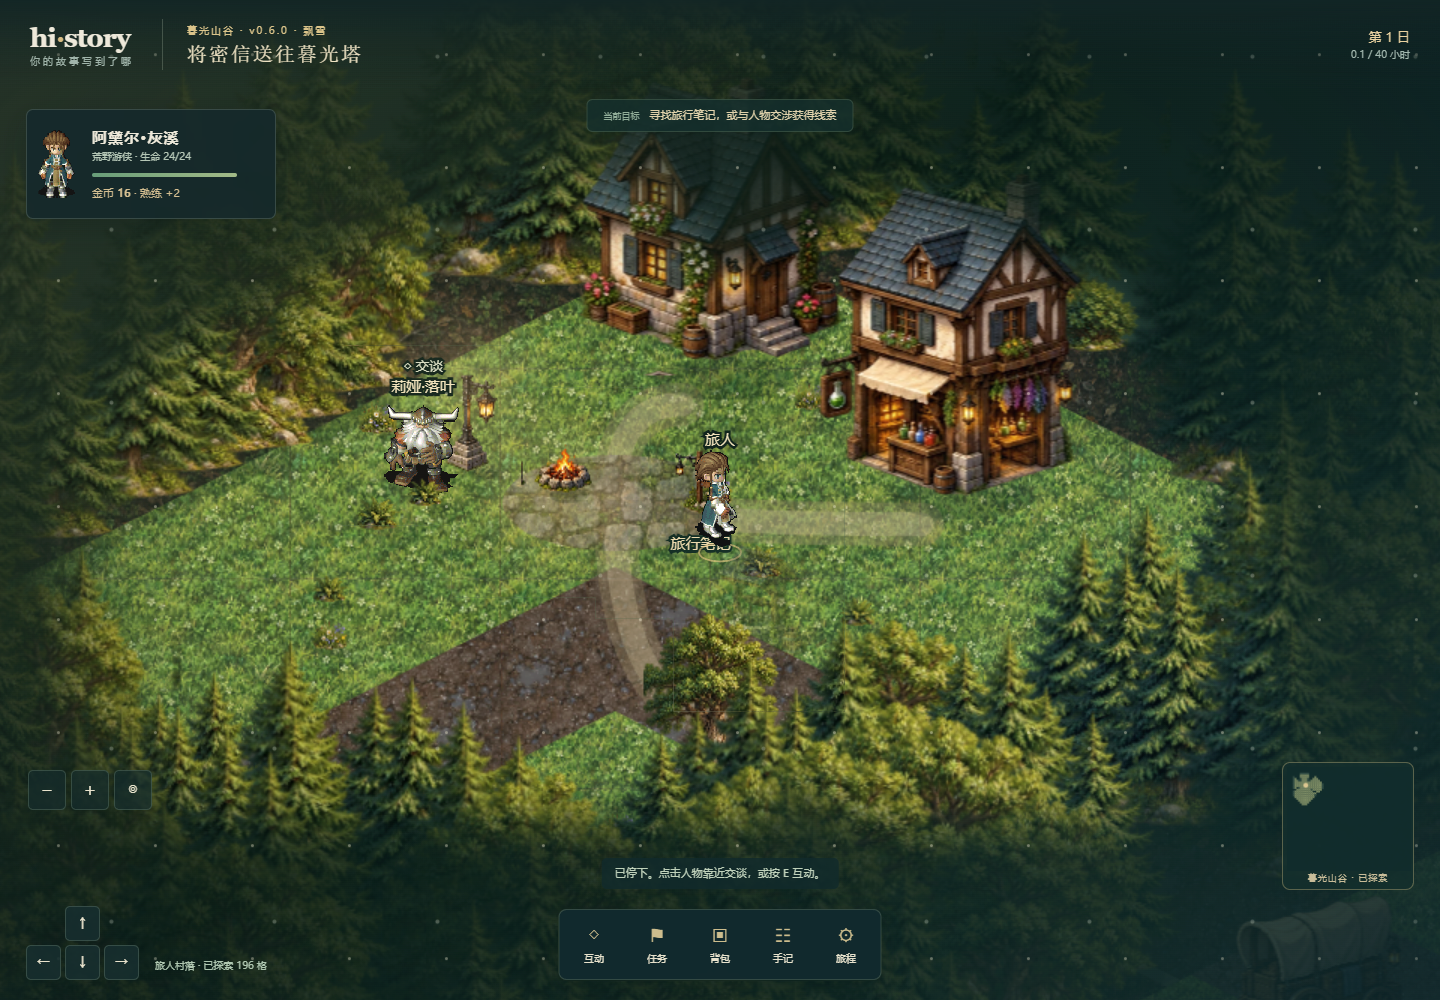 hi·story
你的故事写到了哪
暮光山谷 · v0.6.0 · 飘雪
将密信送往暮光塔
第 1 日
0.1 / 40 小时
阿黛尔·灰溪
荒野游侠 · 生命 24/24
金币 16 · 熟练 +2
当前目标 寻找旅行笔记，或与人物交涉获得线索
◇ 交谈
莉娅·落叶
旅人
旅行笔记
− + ⊚
暮光山谷 · 已探索
已停下。点击人物靠近交谈，或按 E 互动。
↑
← ↓ →
旅人村落 · 已探索 196 格
互动 任务 背包 手记 旅程